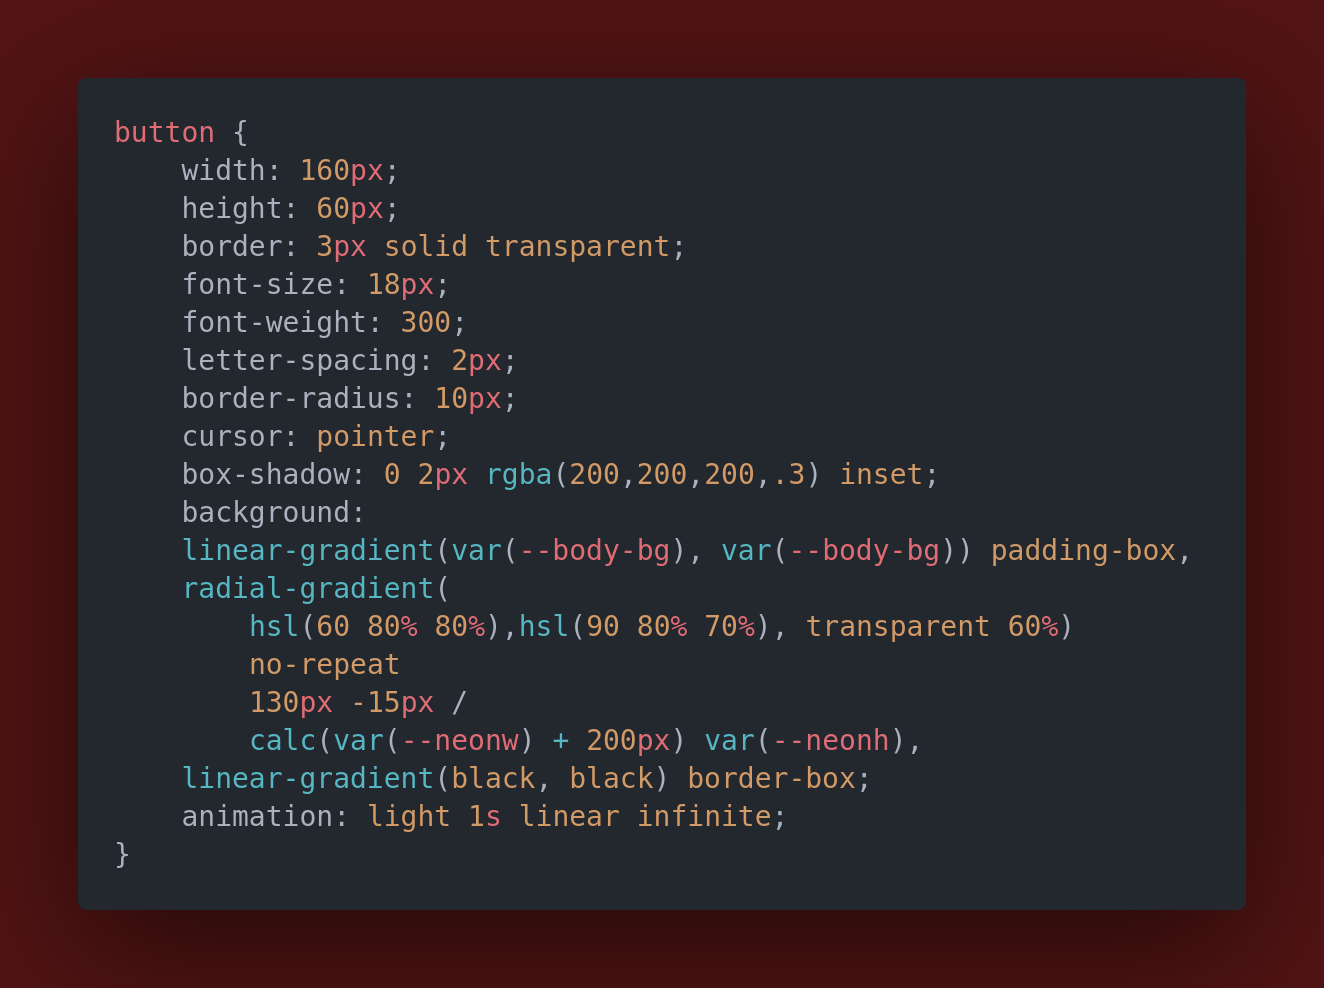 button {
    width: 160px;
    height: 60px;
    border: 3px solid transparent;
    font-size: 18px;
    font-weight: 300;
    letter-spacing: 2px;
    border-radius: 10px;
    cursor: pointer;
    box-shadow: 0 2px rgba(200,200,200,.3) inset;
    background:
    linear-gradient(var(--body-bg), var(--body-bg)) padding-box,
    radial-gradient(
        hsl(60 80% 80%),hsl(90 80% 70%), transparent 60%)
        no-repeat
        130px -15px /
        calc(var(--neonw) + 200px) var(--neonh),
    linear-gradient(black, black) border-box;
    animation: light 1s linear infinite;
}